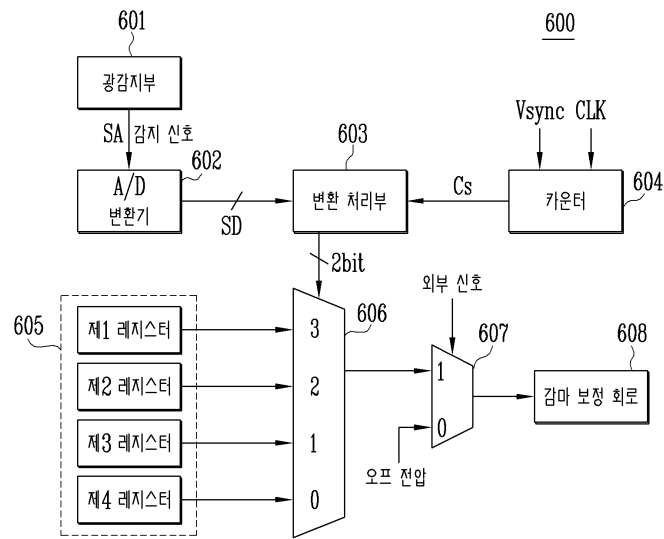 601
600
광감지부
SA 감지 신호
Vsync CLK
602
603
A/D
변환기
SD
변환 처리부
Cs
카운터
604
2bit
외부 신호
605
제1 레지스터
3
606
607
608
제2 레지스터
2
1
감마 보정 회로
제3 레지스터
1
0
오프 전압
제4 레지스터
0